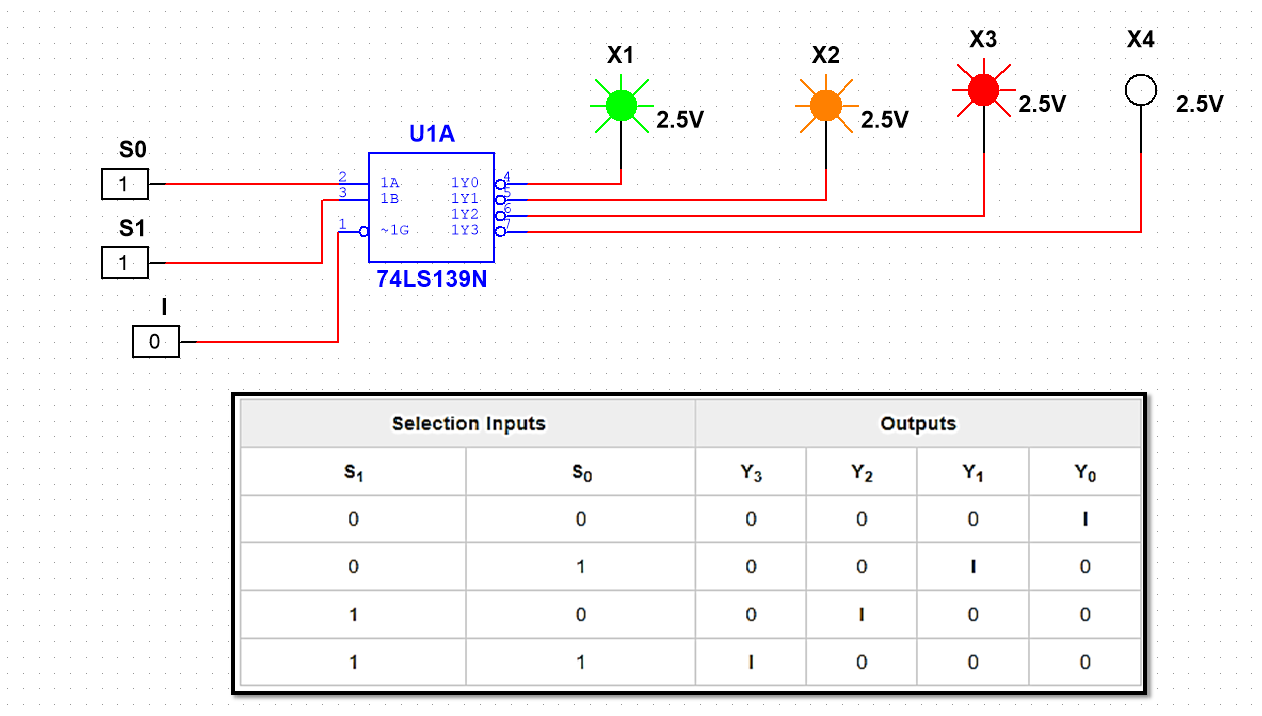 X1
X2
X3
X4
2.5V
2.5V
2.5V
2.5V
U1A
S0
1
S1
1
I
0
2
3
1
1A
1B
~1G
1Y0
1Y1
1Y2
1Y3
4
5
6
7
74LS139N
Selection Inputs Outputs
S1 S0 Y3 Y2 Y1 Y0
0 0 0 0 0 I
0 1 0 0 I 0
1 0 0 I 0 0
1 1 I 0 0 0